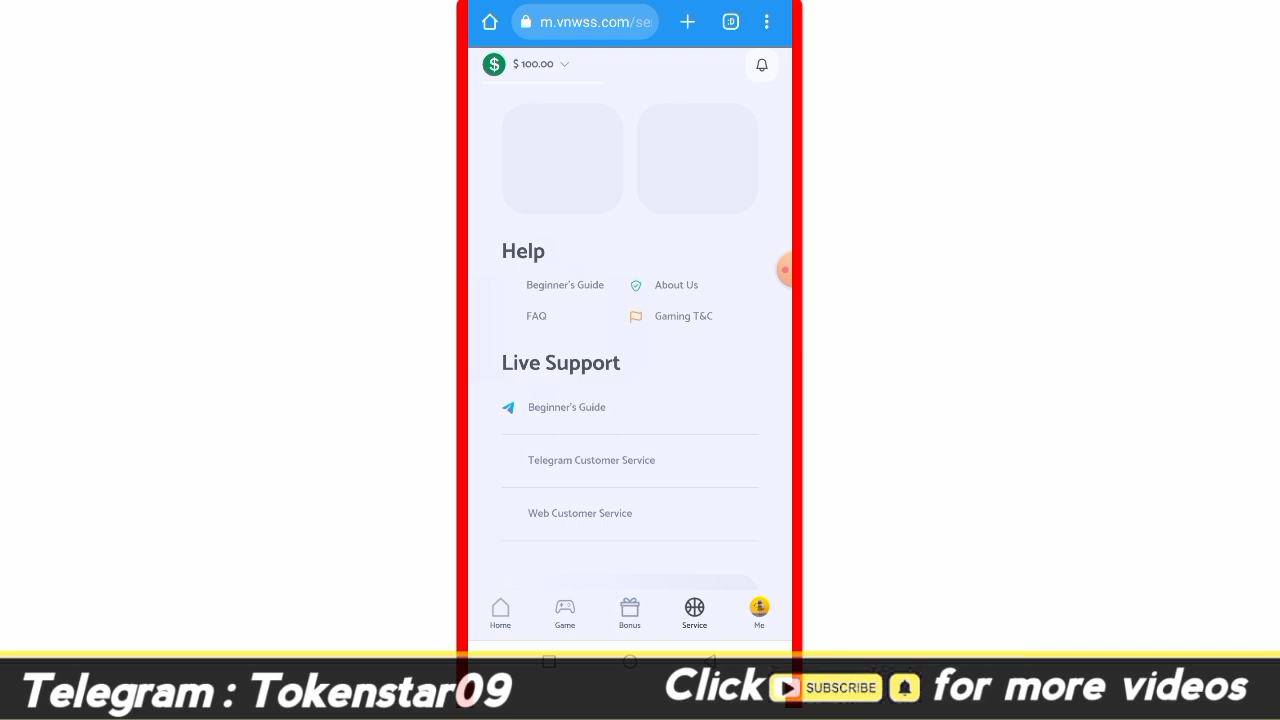 m.vnwss.com/se
$ 100.00
Help
Beginner's Guide
About Us
FAQ
Gaming T&C
Live Support
Beginner's Guide
Telegram Customer Service
Web Customer Service
Home
Game
Bonus
Service
Me
Telegram : Tokenstar09
Click SUBSCRIBE for more videos